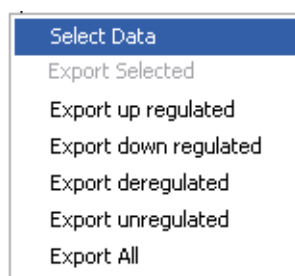 Select Data
Export Selected
Export up regulated
Export down regulated
Export deregulated
Export unregulated
Export All